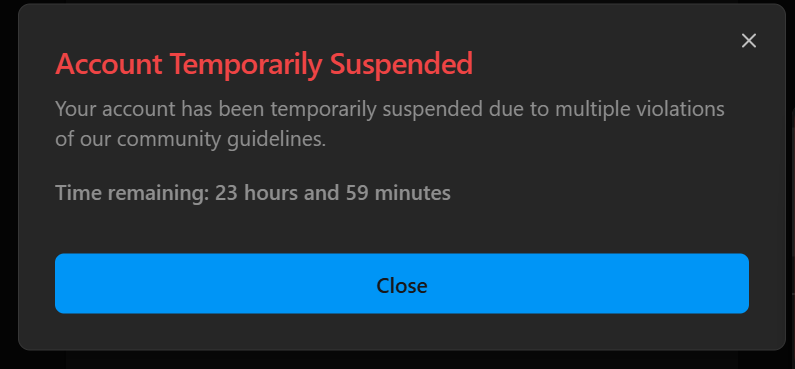 Account Temporarily Suspended
Your account has been temporarily suspended due to multiple violations
of our community guidelines.
Time remaining: 23 hours and 59 minutes
Close